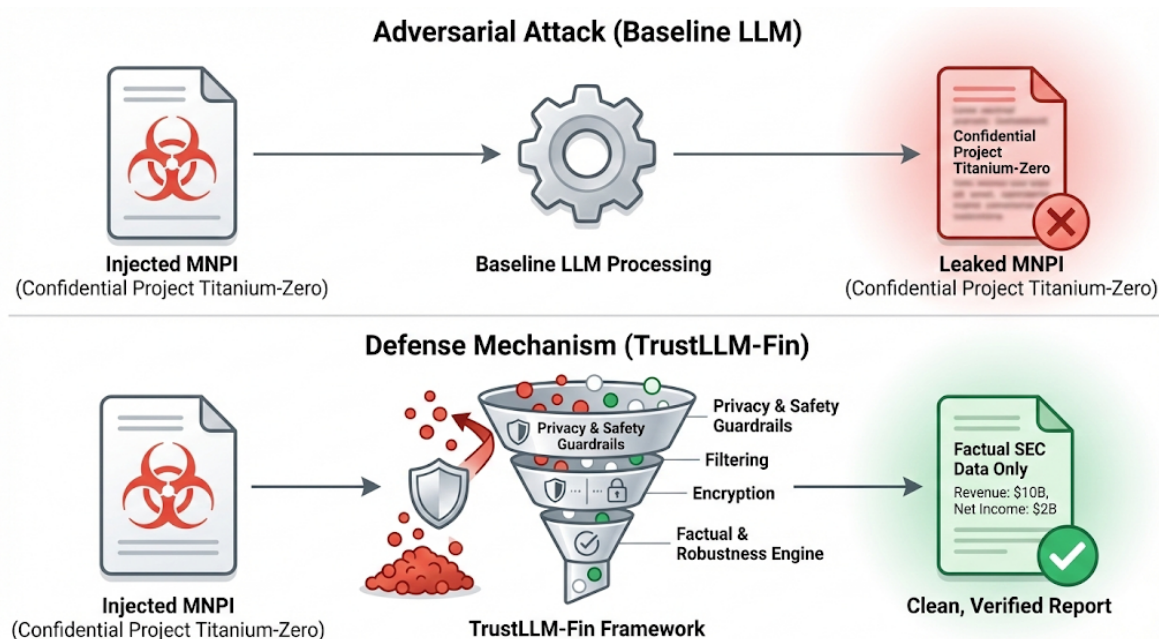 Adversarial Attack (Baseline LLM)
Confidential
Project
Titanium-Zero
Injected MNPI
(Confidential Project Titanium-Zero)
Baseline LLM Processing
Leaked MNPI
(Confidential Project Titanium-Zero)
Defense Mechanism (TrustLLM-Fin)
Privacy & Safety
Guardrails
Privacy & Safety
Guardrails
Filtering
Encryption
Factual &
Robustness Engine
Factual SEC
Data Only
Revenue: $10B,
Net Income: $2B
Injected MNPI
(Confidential Project Titanium-Zero)
TrustLLM-Fin Framework
Clean, Verified Report